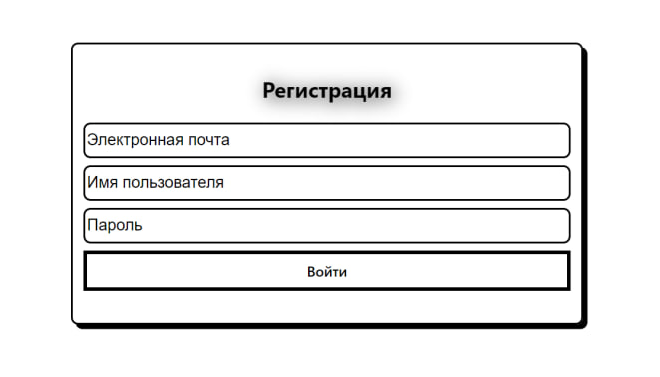 Регистрация
Электронная почта
Имя пользователя
Пароль
Войти